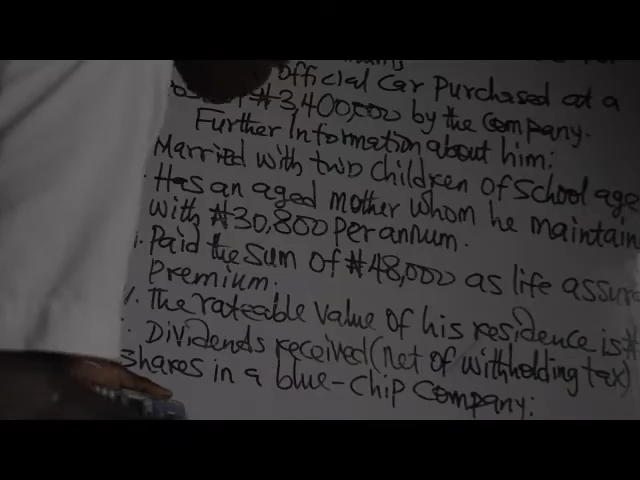 Official Car Purchased at a
₦3,400,000 by the Company.
Further Information about him:
Married with two Children of School age
Has an aged mother whom he maintain
with ₦30,800 per annum.
Paid the Sum of ₦48,000 as life assura
Premium.
The rateable value of his residence is ₦
Dividends received (net of withholding tax)
Shares in a blue-chip Company: